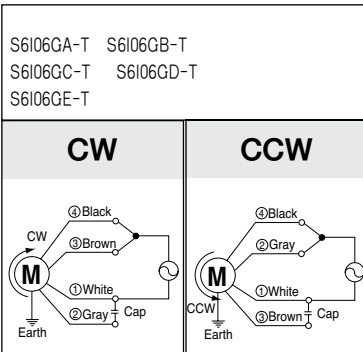 S6I06GA-T S6I06GB-T
S6I06GC-T S6I06GD-T
S6I06GE-T
CW CCW
CW
④Black
③Brown
M
①White
②Gray
Cap
Earth
④Black
②Gray
M
①White
CCW
③Brown
Cap
Earth